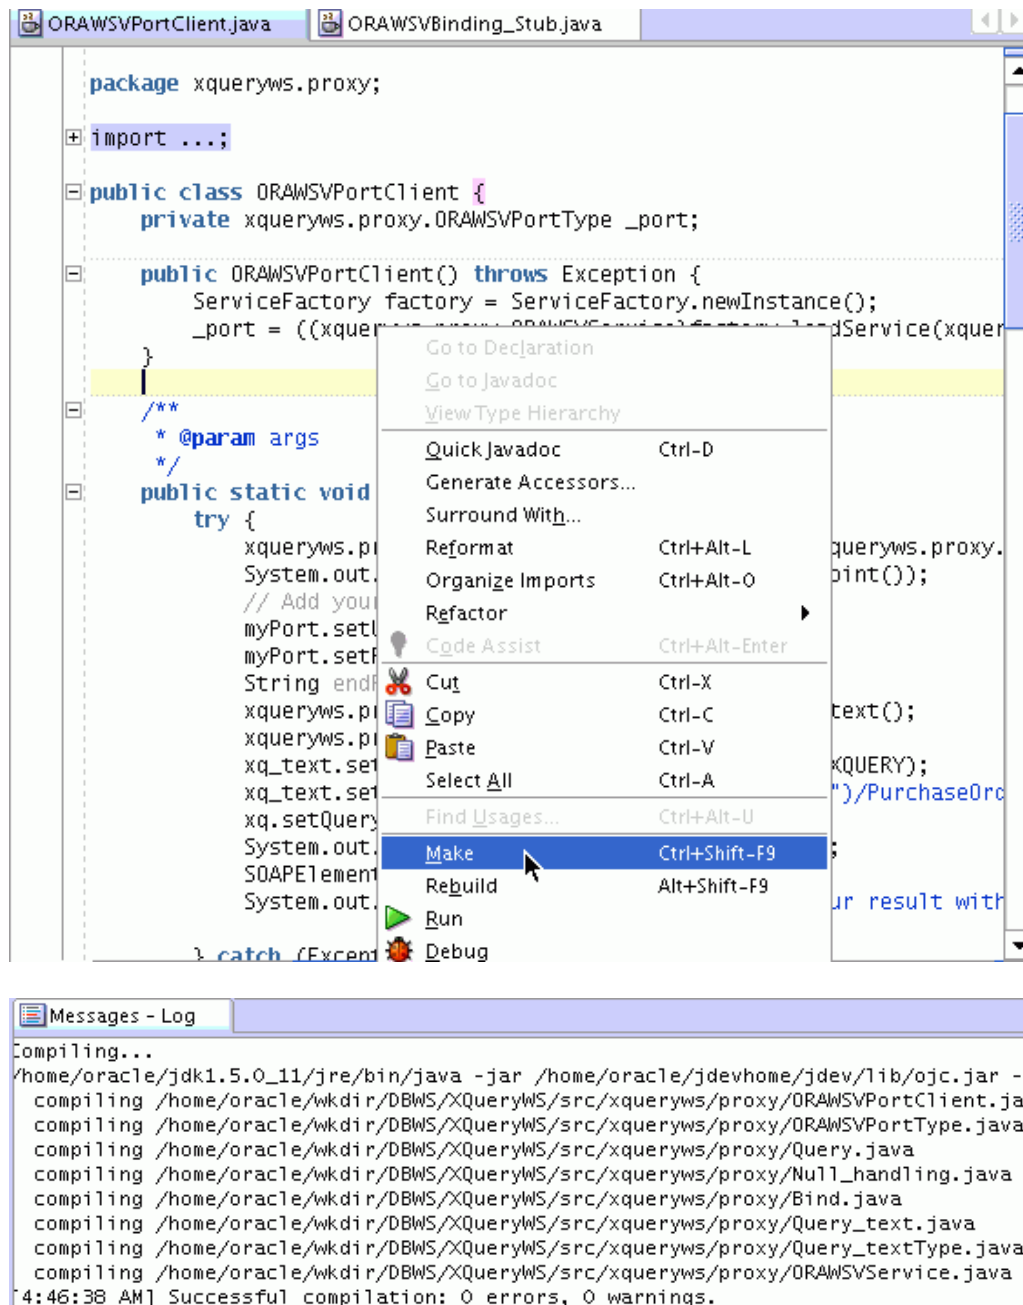 ORAWSVPortClient.java ORAWSVBinding_Stub.java
package xqueryws.proxy;
import ...;
public class ORAWSVPortClient {
private xqueryws.proxy.ORAWSVPortType _port;
public ORAWSVPortClient() throws Exception {
ServiceFactory factory = ServiceFactory.newInstance();
_port = ((xqueryws.proxy.ORAWSVService)factory.loadService(xquer
}
Go to Declaration
Go to Javadoc
/**
View Type Hierarchy
* @param args
Quick Javadoc Ctrl-D
*/
Generate Accessors...
public static void
Surround With...
try {
xqueryws.pr Reformat Ctrl+Alt-L queryws.proxy.
System.out. Organize Imports Ctrl+Alt-O oint());
// Add your
Refactor
myPort.setU
Code Assist Ctrl+Alt-Enter
myPort.setP
String endP Cut Ctrl-X
xqueryws.pr Copy Ctrl-C text();
xqueryws.pr Paste Ctrl-V
xq_text.set Select All Ctrl-A XQUERY);
xq_text.set ")/PurchaseOrd
xq.setQuery Find Usages... Ctrl+Alt-U
System.out. Make Ctrl+Shift-F9 ;
SOAPElement Rebuild Alt+Shift-F9
System.out. ur result with
Run
} catch (Except Debug
Messages - Log
Compiling...
/home/oracle/jdk1.5.0_11/jre/bin/java -jar /home/oracle/jdevhome/jdev/lib/ojc.jar -
compiling /home/oracle/wkdir/DBWS/XQueryWS/src/xqueryws/proxy/ORAWSVPortClient.ja
compiling /home/oracle/wkdir/DBWS/XQueryWS/src/xqueryws/proxy/ORAWSVPortType.java
compiling /home/oracle/wkdir/DBWS/XQueryWS/src/xqueryws/proxy/Query.java
compiling /home/oracle/wkdir/DBWS/XQueryWS/src/xqueryws/proxy/Null_handling.java
compiling /home/oracle/wkdir/DBWS/XQueryWS/src/xqueryws/proxy/Bind.java
compiling /home/oracle/wkdir/DBWS/XQueryWS/src/xqueryws/proxy/Query_text.java
compiling /home/oracle/wkdir/DBWS/XQueryWS/src/xqueryws/proxy/Query_textType.java
compiling /home/oracle/wkdir/DBWS/XQueryWS/src/xqueryws/proxy/ORAWSVService.java
[4:46:38 AM] Successful compilation: 0 errors, 0 warnings.